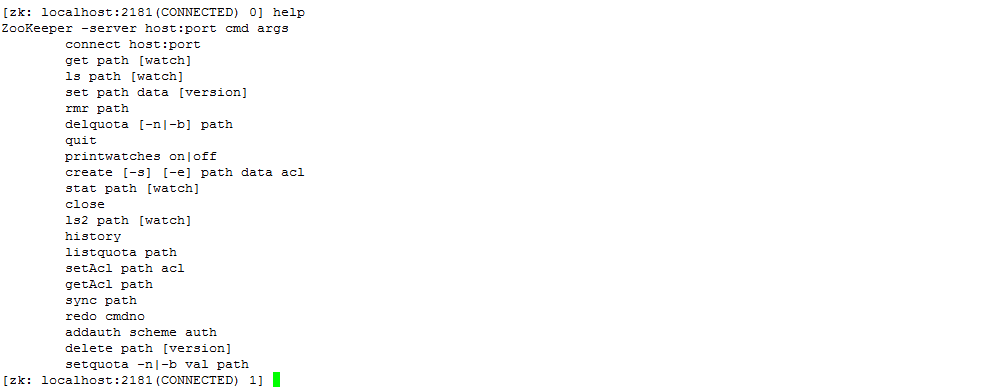 [zk: localhost:2181(CONNECTED) 0] help
ZooKeeper -server host:port cmd args
        connect host:port
        get path [watch]
        ls path [watch]
        set path data [version]
        rmr path
        delquota [-n|-b] path
        quit
        printwatches on|off
        create [-s] [-e] path data acl
        stat path [watch]
        close
        ls2 path [watch]
        history
        listquota path
        setAcl path acl
        getAcl path
        sync path
        redo cmdno
        addauth scheme auth
        delete path [version]
        setquota -n|-b val path
[zk: localhost:2181(CONNECTED) 1]